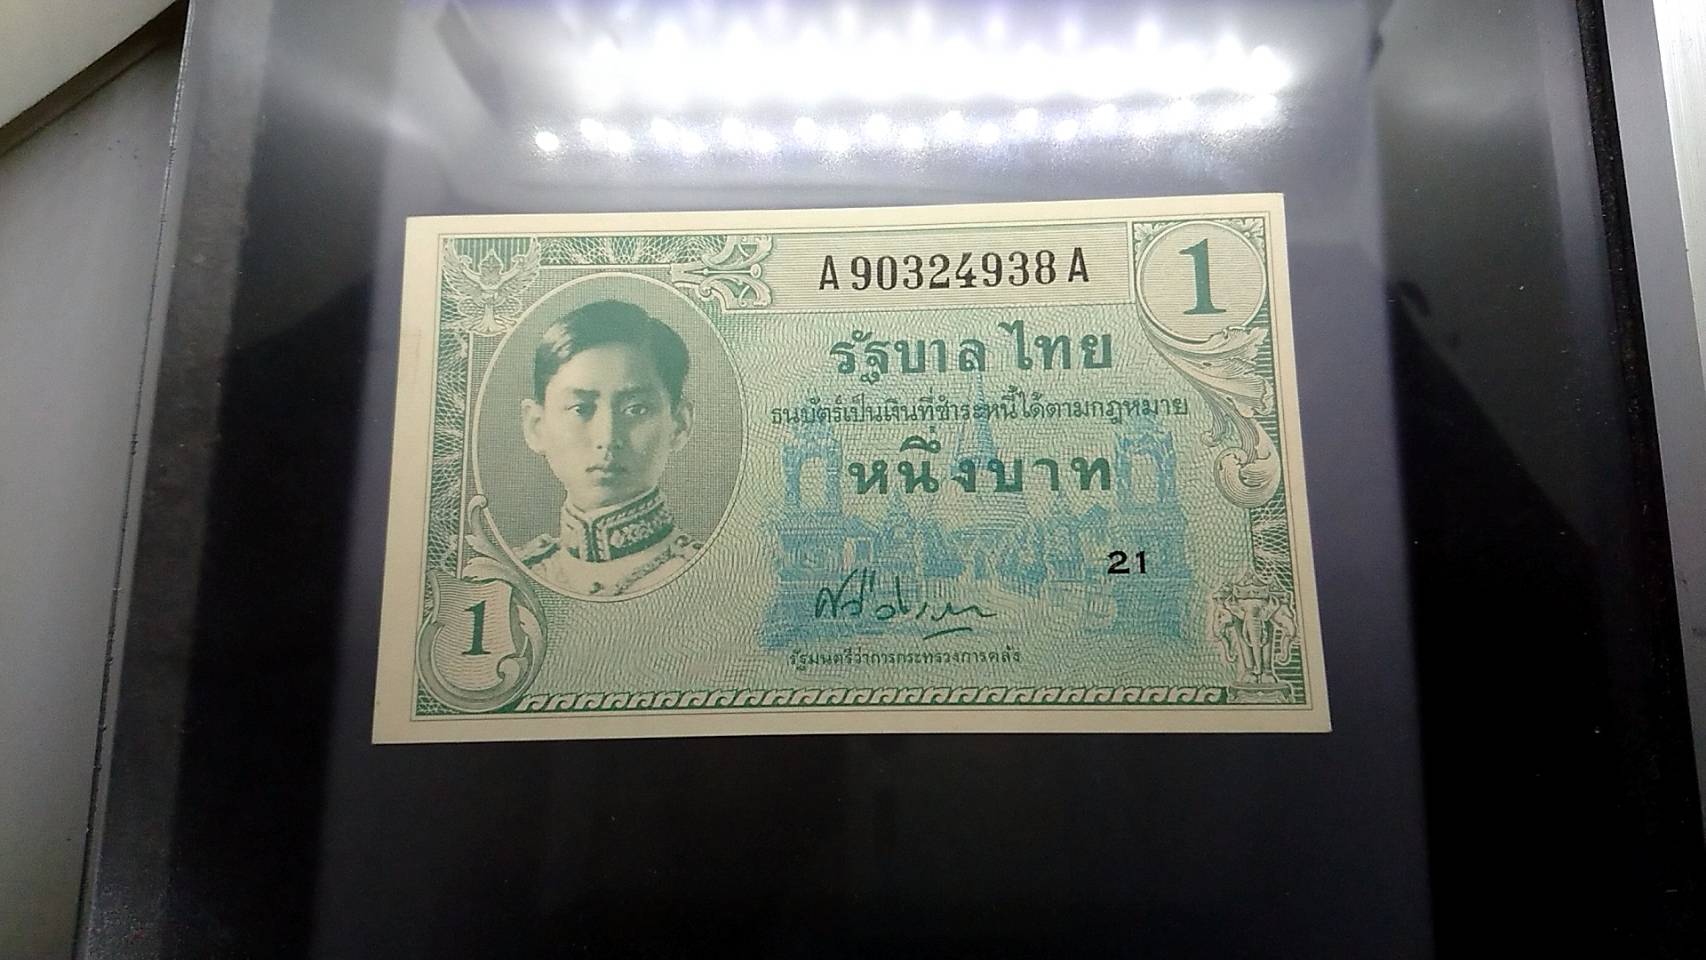 A 90324938 A
1
รัฐบาลไทย
ธนบัตร์เป็นเงินที่ชำระหนี้ได้ตามกฎหมาย
หนึ่งบาท
21
1
รัฐมนตรีว่าการกระทรวงการคลัง